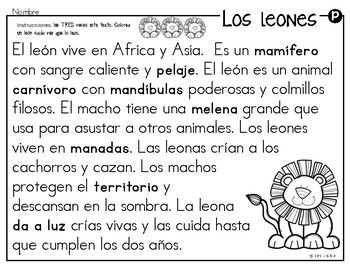 Nombre
Los leones
P
Instrucciones: lee TRES veces este texto. Colorea
un león cada vez que lo leas.
El león vive en Africa y Asia. Es un mamífero
con sangre caliente y pelaje. El león es un animal
carnívoro con mandíbulas poderosas y colmillos
filosos. El macho tiene una melena grande que
usa para asustar a otros animales. Los leones
viven en manadas. Las leonas crían a los
cachorros y cazan. Los machos
protegen el territorio y
descansan en la sombra. La leona
da a luz crías vivas y las cuida hasta
que cumplen los dos años.